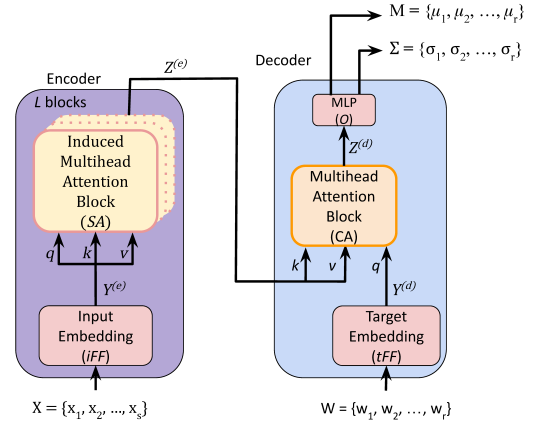 M = {μ₁, μ₂, …, μᵣ}
Σ = {σ₁, σ₂, …, σᵣ}
Z⁽ᵉ⁾
Encoder
Decoder
L blocks
MLP
(O)
Z⁽ᵈ⁾
Induced
Multihead
Attention
Block
(SA)
Multihead
Attention
Block
(CA)
q
k
v
k
v
q
Y⁽ᵉ⁾
Y⁽ᵈ⁾
Input
Embedding
(iFF)
Target
Embedding
(tFF)
X = {x₁, x₂, ..., xₛ}
W = {w₁, w₂, …, wᵣ}